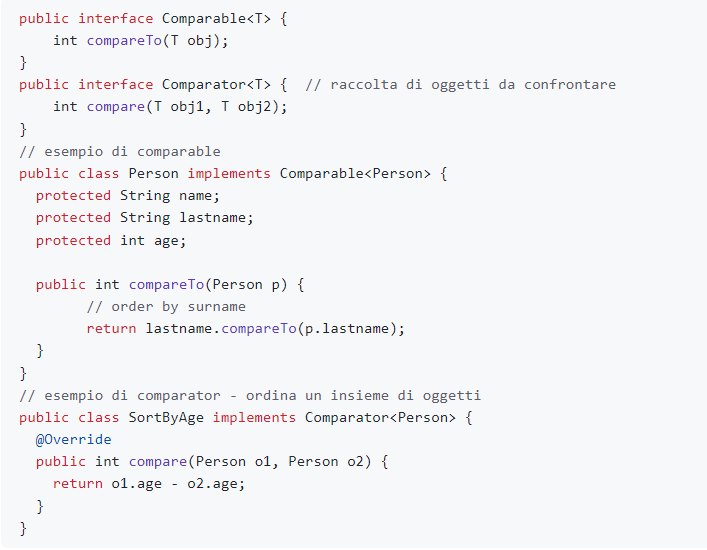 public interface Comparable<T> {
    int compareTo(T obj);
}
public interface Comparator<T> {  // raccolta di oggetti da confrontare
    int compare(T obj1, T obj2);
}
// esempio di comparable
public class Person implements Comparable<Person> {
  protected String name;
  protected String lastname;
  protected int age;

  public int compareTo(Person p) {
        // order by surname
        return lastname.compareTo(p.lastname);
  }
}
// esempio di comparator - ordina un insieme di oggetti
public class SortByAge implements Comparator<Person> {
  @Override
  public int compare(Person o1, Person o2) {
    return o1.age - o2.age;
  }
}